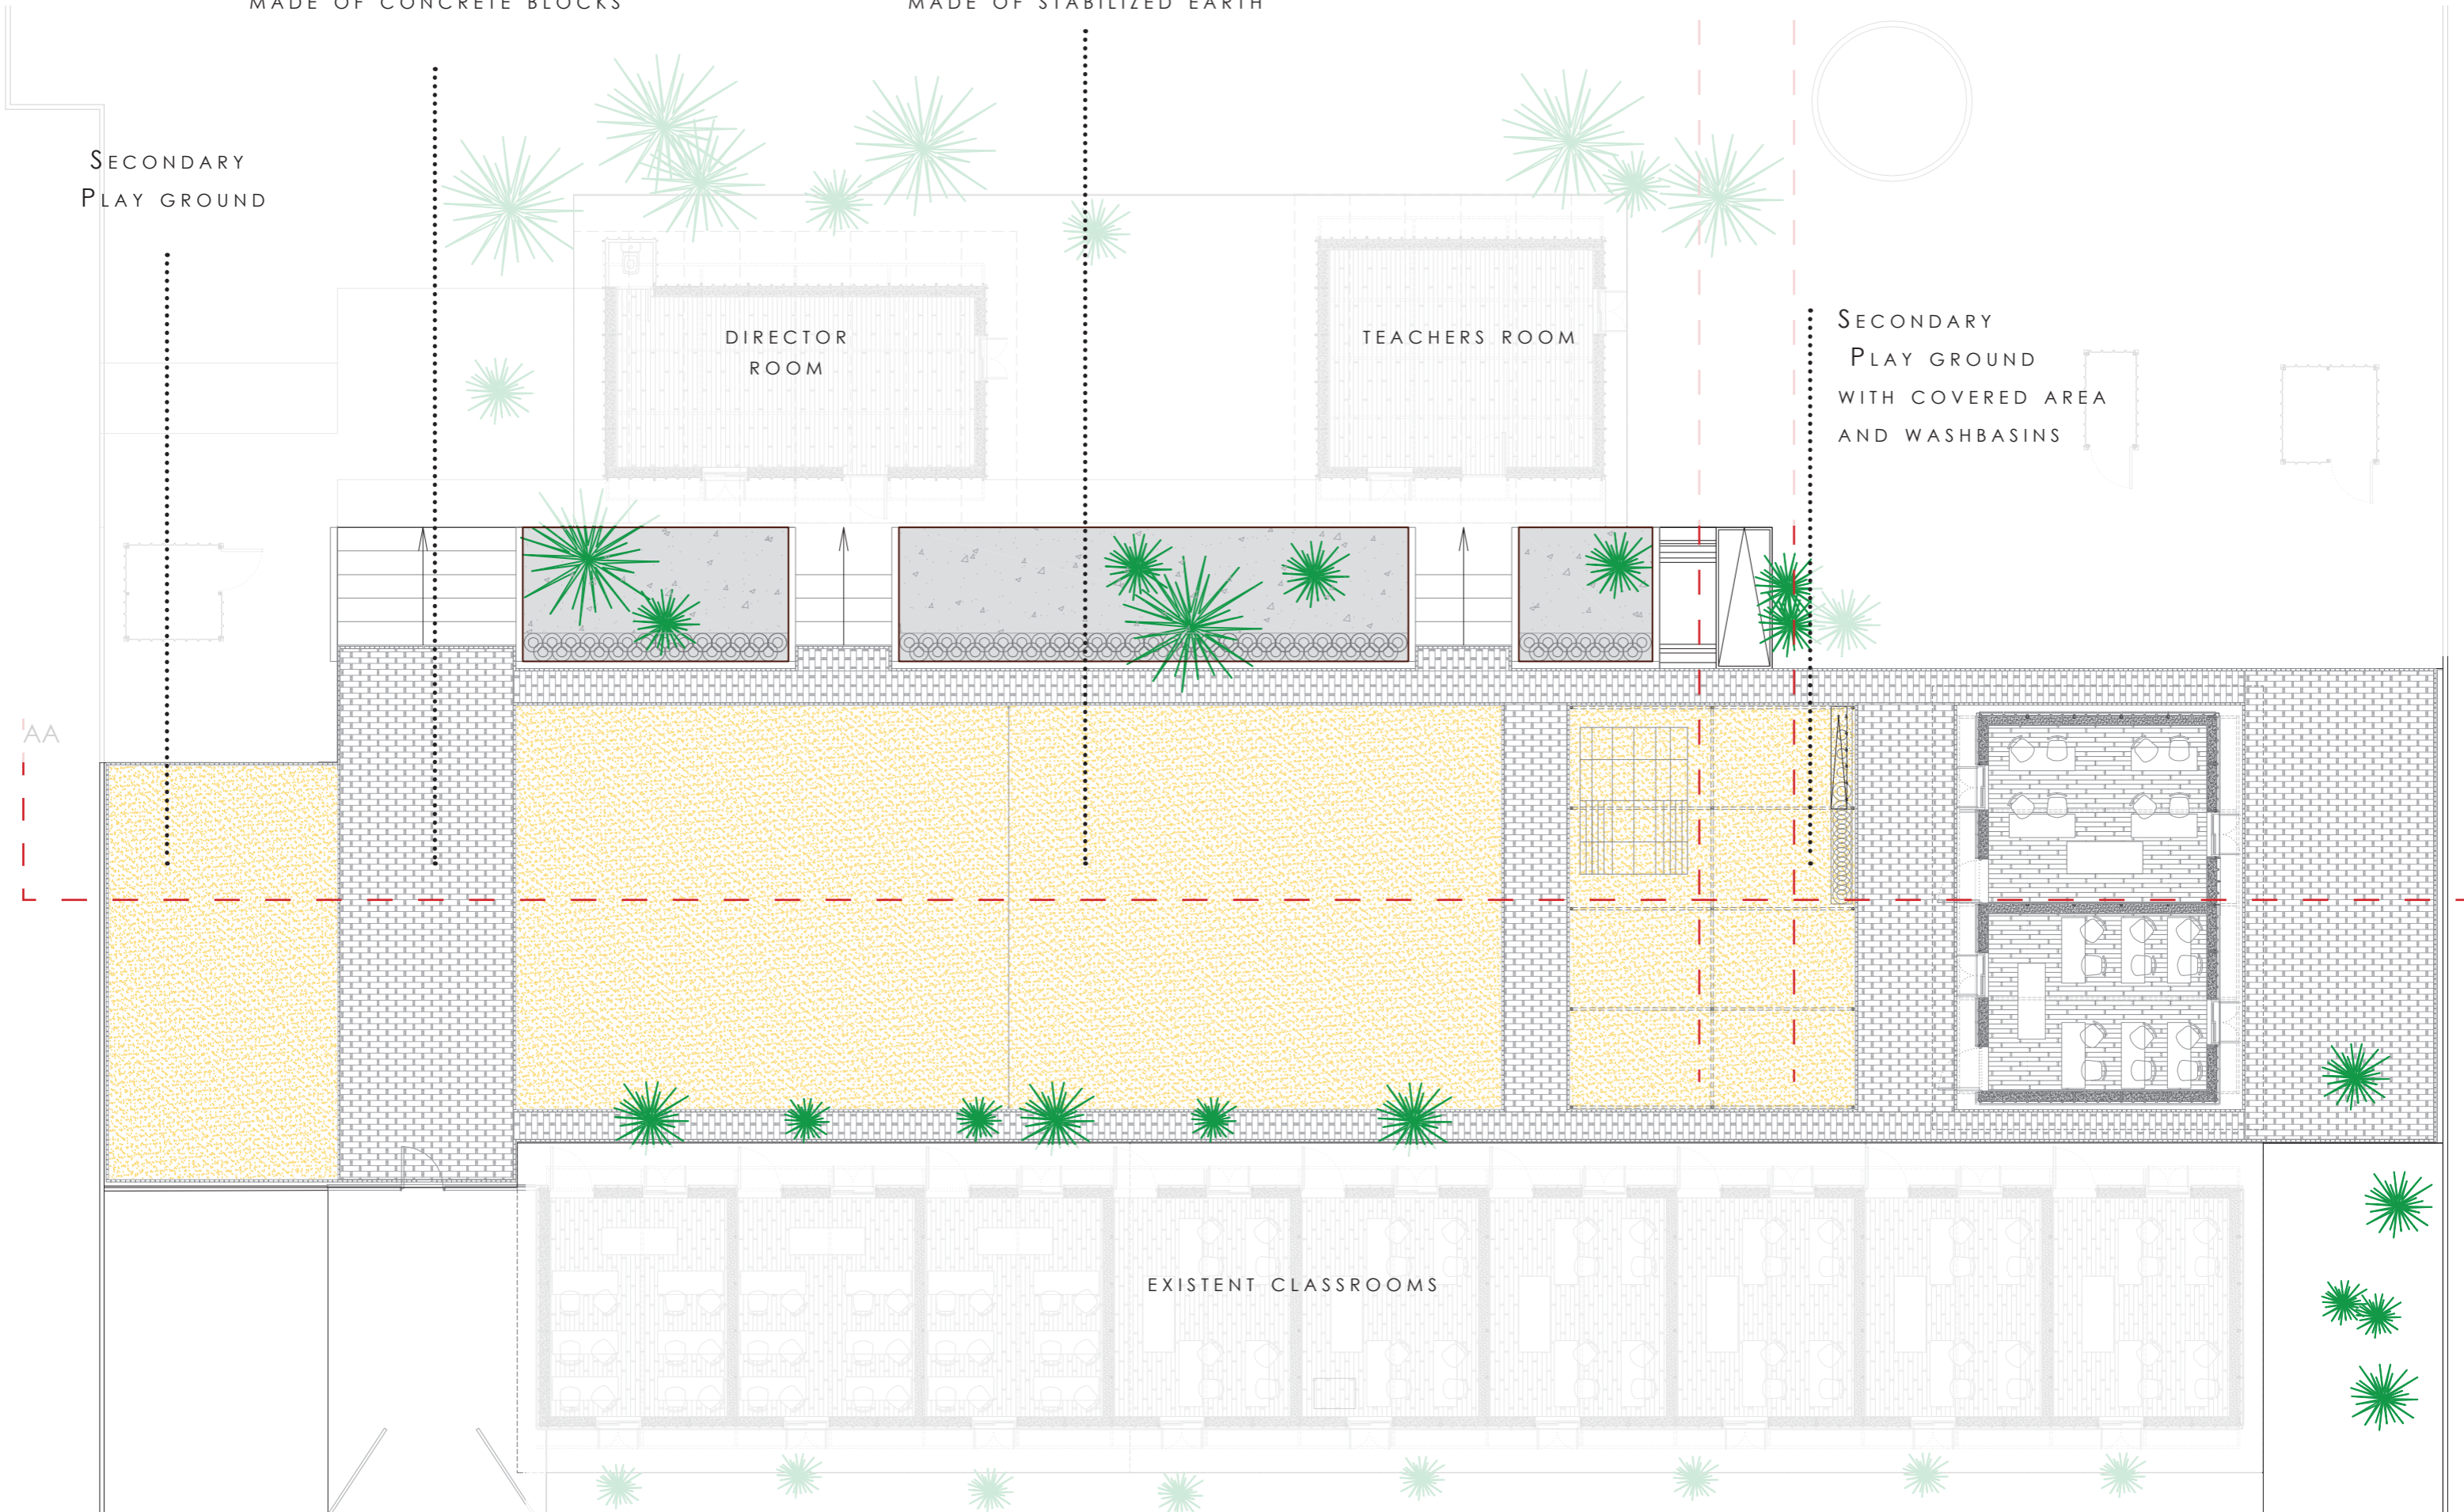 MADE OF CONCRETE BLOCKS
MADE OF STABILIZED EARTH
SECONDARY
PLAY GROUND
DIRECTOR
ROOM
TEACHERS ROOM
SECONDARY
PLAY GROUND
WITH COVERED AREA
AND WASHBASINS
AA
EXISTENT CLASSROOMS